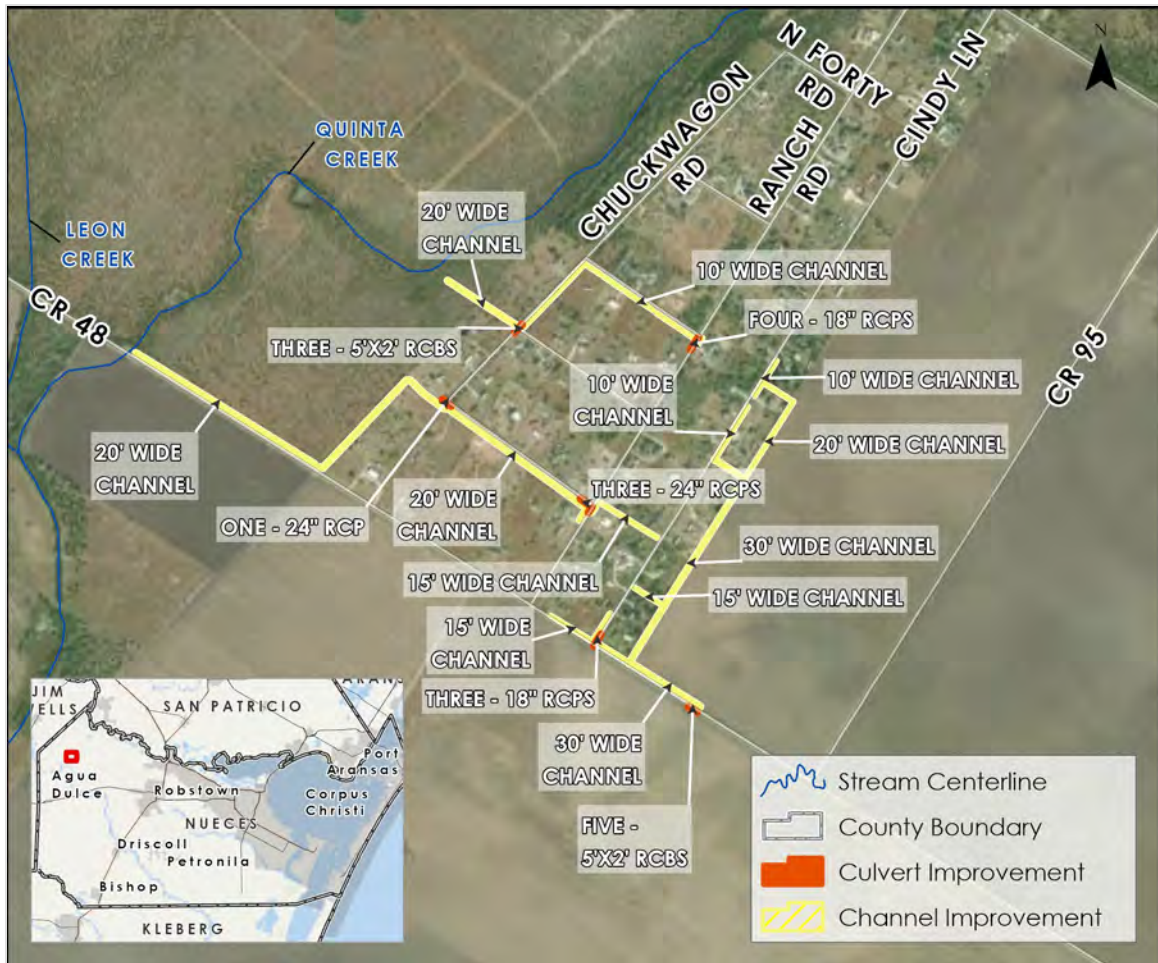 N
N FORTY
RD
CHUCKWAGON
RD
RANCH
RD
CINDY LN
QUINTA
CREEK
LEON
CREEK
20' WIDE
CHANNEL
10' WIDE CHANNEL
CR 48
THREE - 5'X2' RCBS
FOUR - 18" RCPS
10' WIDE
CHANNEL
10' WIDE CHANNEL
CR 95
20' WIDE CHANNEL
20' WIDE
CHANNEL
20' WIDE
CHANNEL
ONE - 24" RCP
THREE - 24" RCPS
30' WIDE CHANNEL
15' WIDE CHANNEL
15' WIDE CHANNEL
15' WIDE
CHANNEL
THREE - 18" RCPS
30' WIDE
CHANNEL
FIVE -
5'X2' RCBS
JIM
WELLS
SAN PATRICIO
ARAN
Port
Aransas
Agua
Dulce
Robstown
Corpus
Christi
NUECES
Driscoll
Petronila
Bishop
KLEBERG
Stream Centerline
County Boundary
Culvert Improvement
Channel Improvement